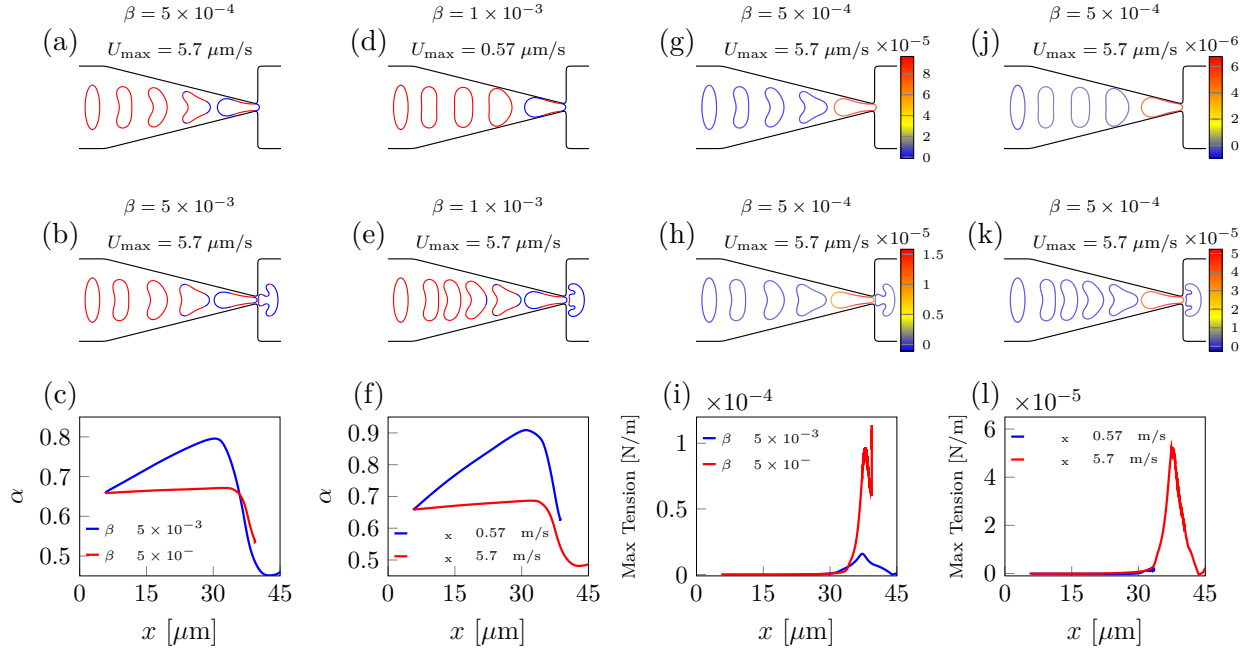 β = 5 × 10⁻⁴
(a)
U_max = 5.7 μm/s
β = 1 × 10⁻³
(d)
U_max = 0.57 μm/s
β = 5 × 10⁻⁴
(g)
U_max = 5.7 μm/s
×10⁻⁵
8
6
4
2
0
β = 5 × 10⁻⁴
(j)
U_max = 5.7 μm/s
×10⁻⁶
6
4
2
0
β = 5 × 10⁻³
(b)
U_max = 5.7 μm/s
β = 1 × 10⁻³
(e)
U_max = 5.7 μm/s
β = 5 × 10⁻⁴
(h)
U_max = 5.7 μm/s
×10⁻⁵
1.5
1
0.5
0
β = 5 × 10⁻⁴
(k)
U_max = 5.7 μm/s
×10⁻⁵
5
4
3
2
1
0
(c)
α
0.8
0.7
0.6
0.5
β 5 × 10⁻³
β 5 × 10⁻
0 15 30 45
x [μm]
(f)
α
0.9
0.8
0.7
0.6
0.5
x 0.57 m/s
x 5.7 m/s
0 15 30 45
x [μm]
(i)
×10⁻⁴
Max Tension [N/m]
1
0.5
0
β 5 × 10⁻³
β 5 × 10⁻
0 15 30 45
x [μm]
(l)
×10⁻⁵
Max Tension [N/m]
6
4
2
0
x 0.57 m/s
x 5.7 m/s
0 15 30 45
x [μm]